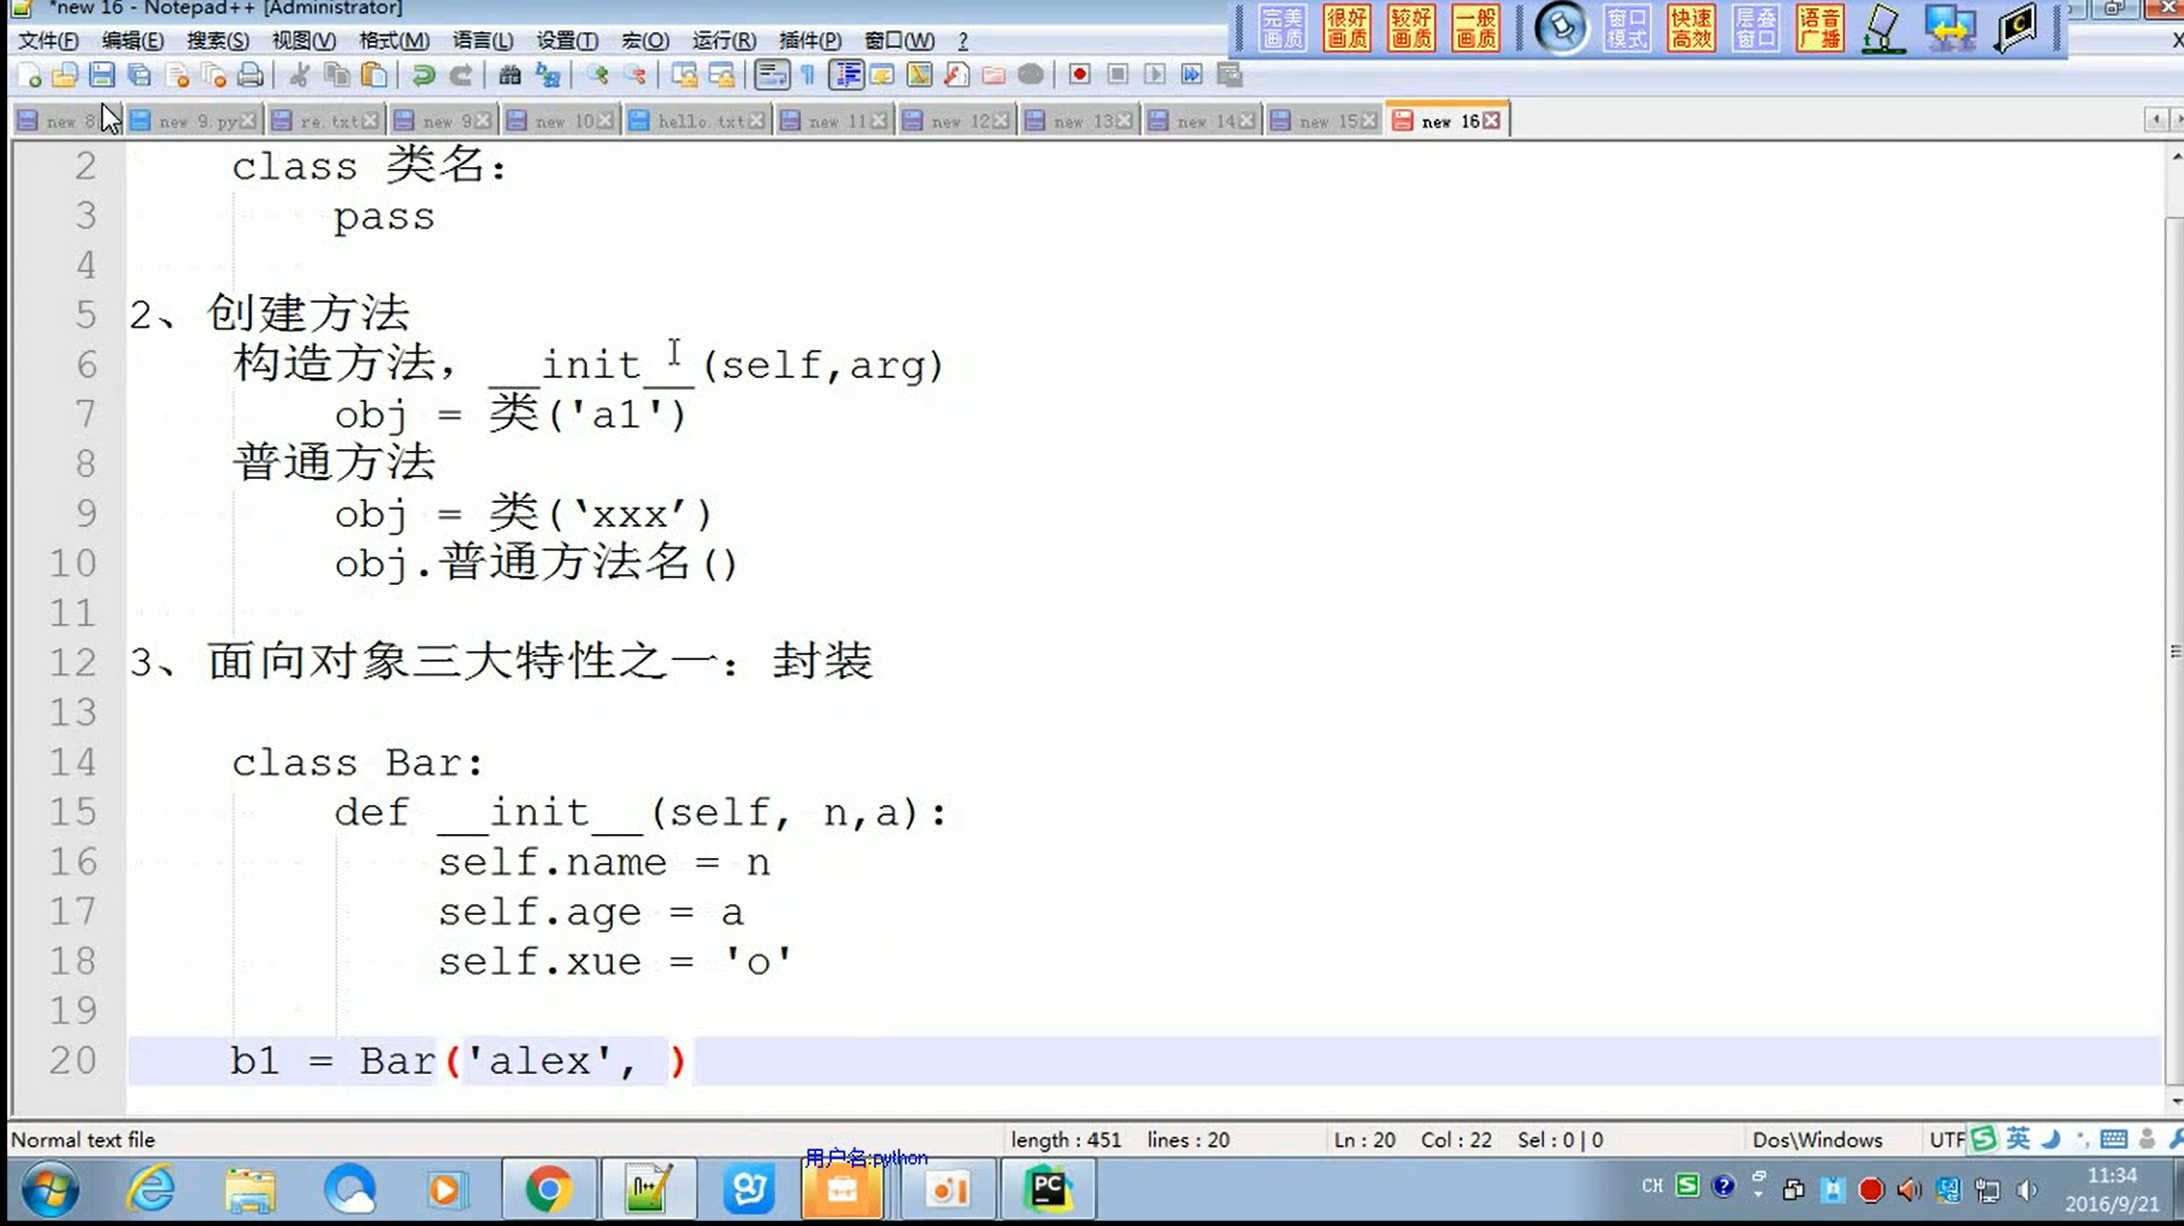 *new 16 - Notepad++ [Administrator]
完美画质 很好画质 较好画质 一般画质 窗口模式 快速高效 层叠窗口 语音广播
文件(F) 编辑(E) 搜索(S) 视图(V) 格式(M) 语言(L) 设置(T) 宏(O) 运行(R) 插件(P) 窗口(W) ?
new 8 new 9.py re.txt new 9 new 10 hello.txt new 11 new 12 new 13 new 14 new 15 new 16
2 class 类名:
3 pass
4
5 2、创建方法
6 构造方法，__init__(self,arg)
7 obj = 类('a1')
8 普通方法
9 obj = 类(‘xxx’)
10 obj.普通方法名()
11
12 3、面向对象三大特性之一：封装
13
14 class Bar:
15 def __init__(self, n,a):
16 self.name = n
17 self.age = a
18 self.xue = 'o'
19
20 b1 = Bar('alex', )
Normal text file length : 451 lines : 20 Ln : 20 Col : 22 Sel : 0 | 0 Dos\Windows UTF 英
用户名:python
CH 11:34
2016/9/21